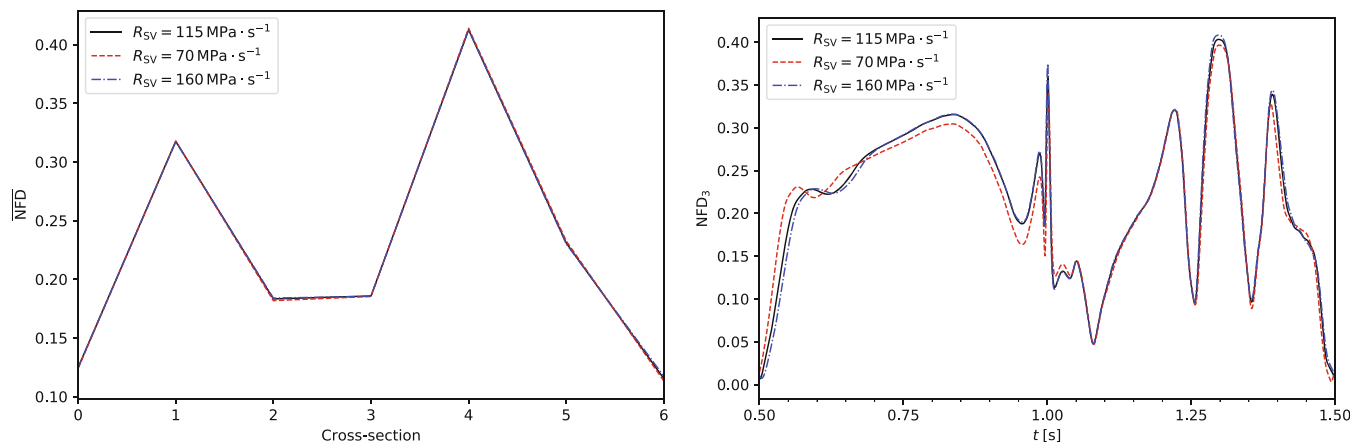 R_SV = 115 MPa · s⁻¹
R_SV = 70 MPa · s⁻¹
R_SV = 160 MPa · s⁻¹
0.40
0.35
0.30
0.25
0.20
0.15
0.10
N̅F̅D̅
0 1 2 3 4 5 6
Cross-section
R_SV = 115 MPa · s⁻¹
R_SV = 70 MPa · s⁻¹
R_SV = 160 MPa · s⁻¹
0.40
0.35
0.30
0.25
0.20
0.15
0.10
0.05
0.00
NFD₃
0.50 0.75 1.00 1.25 1.50
t [s]